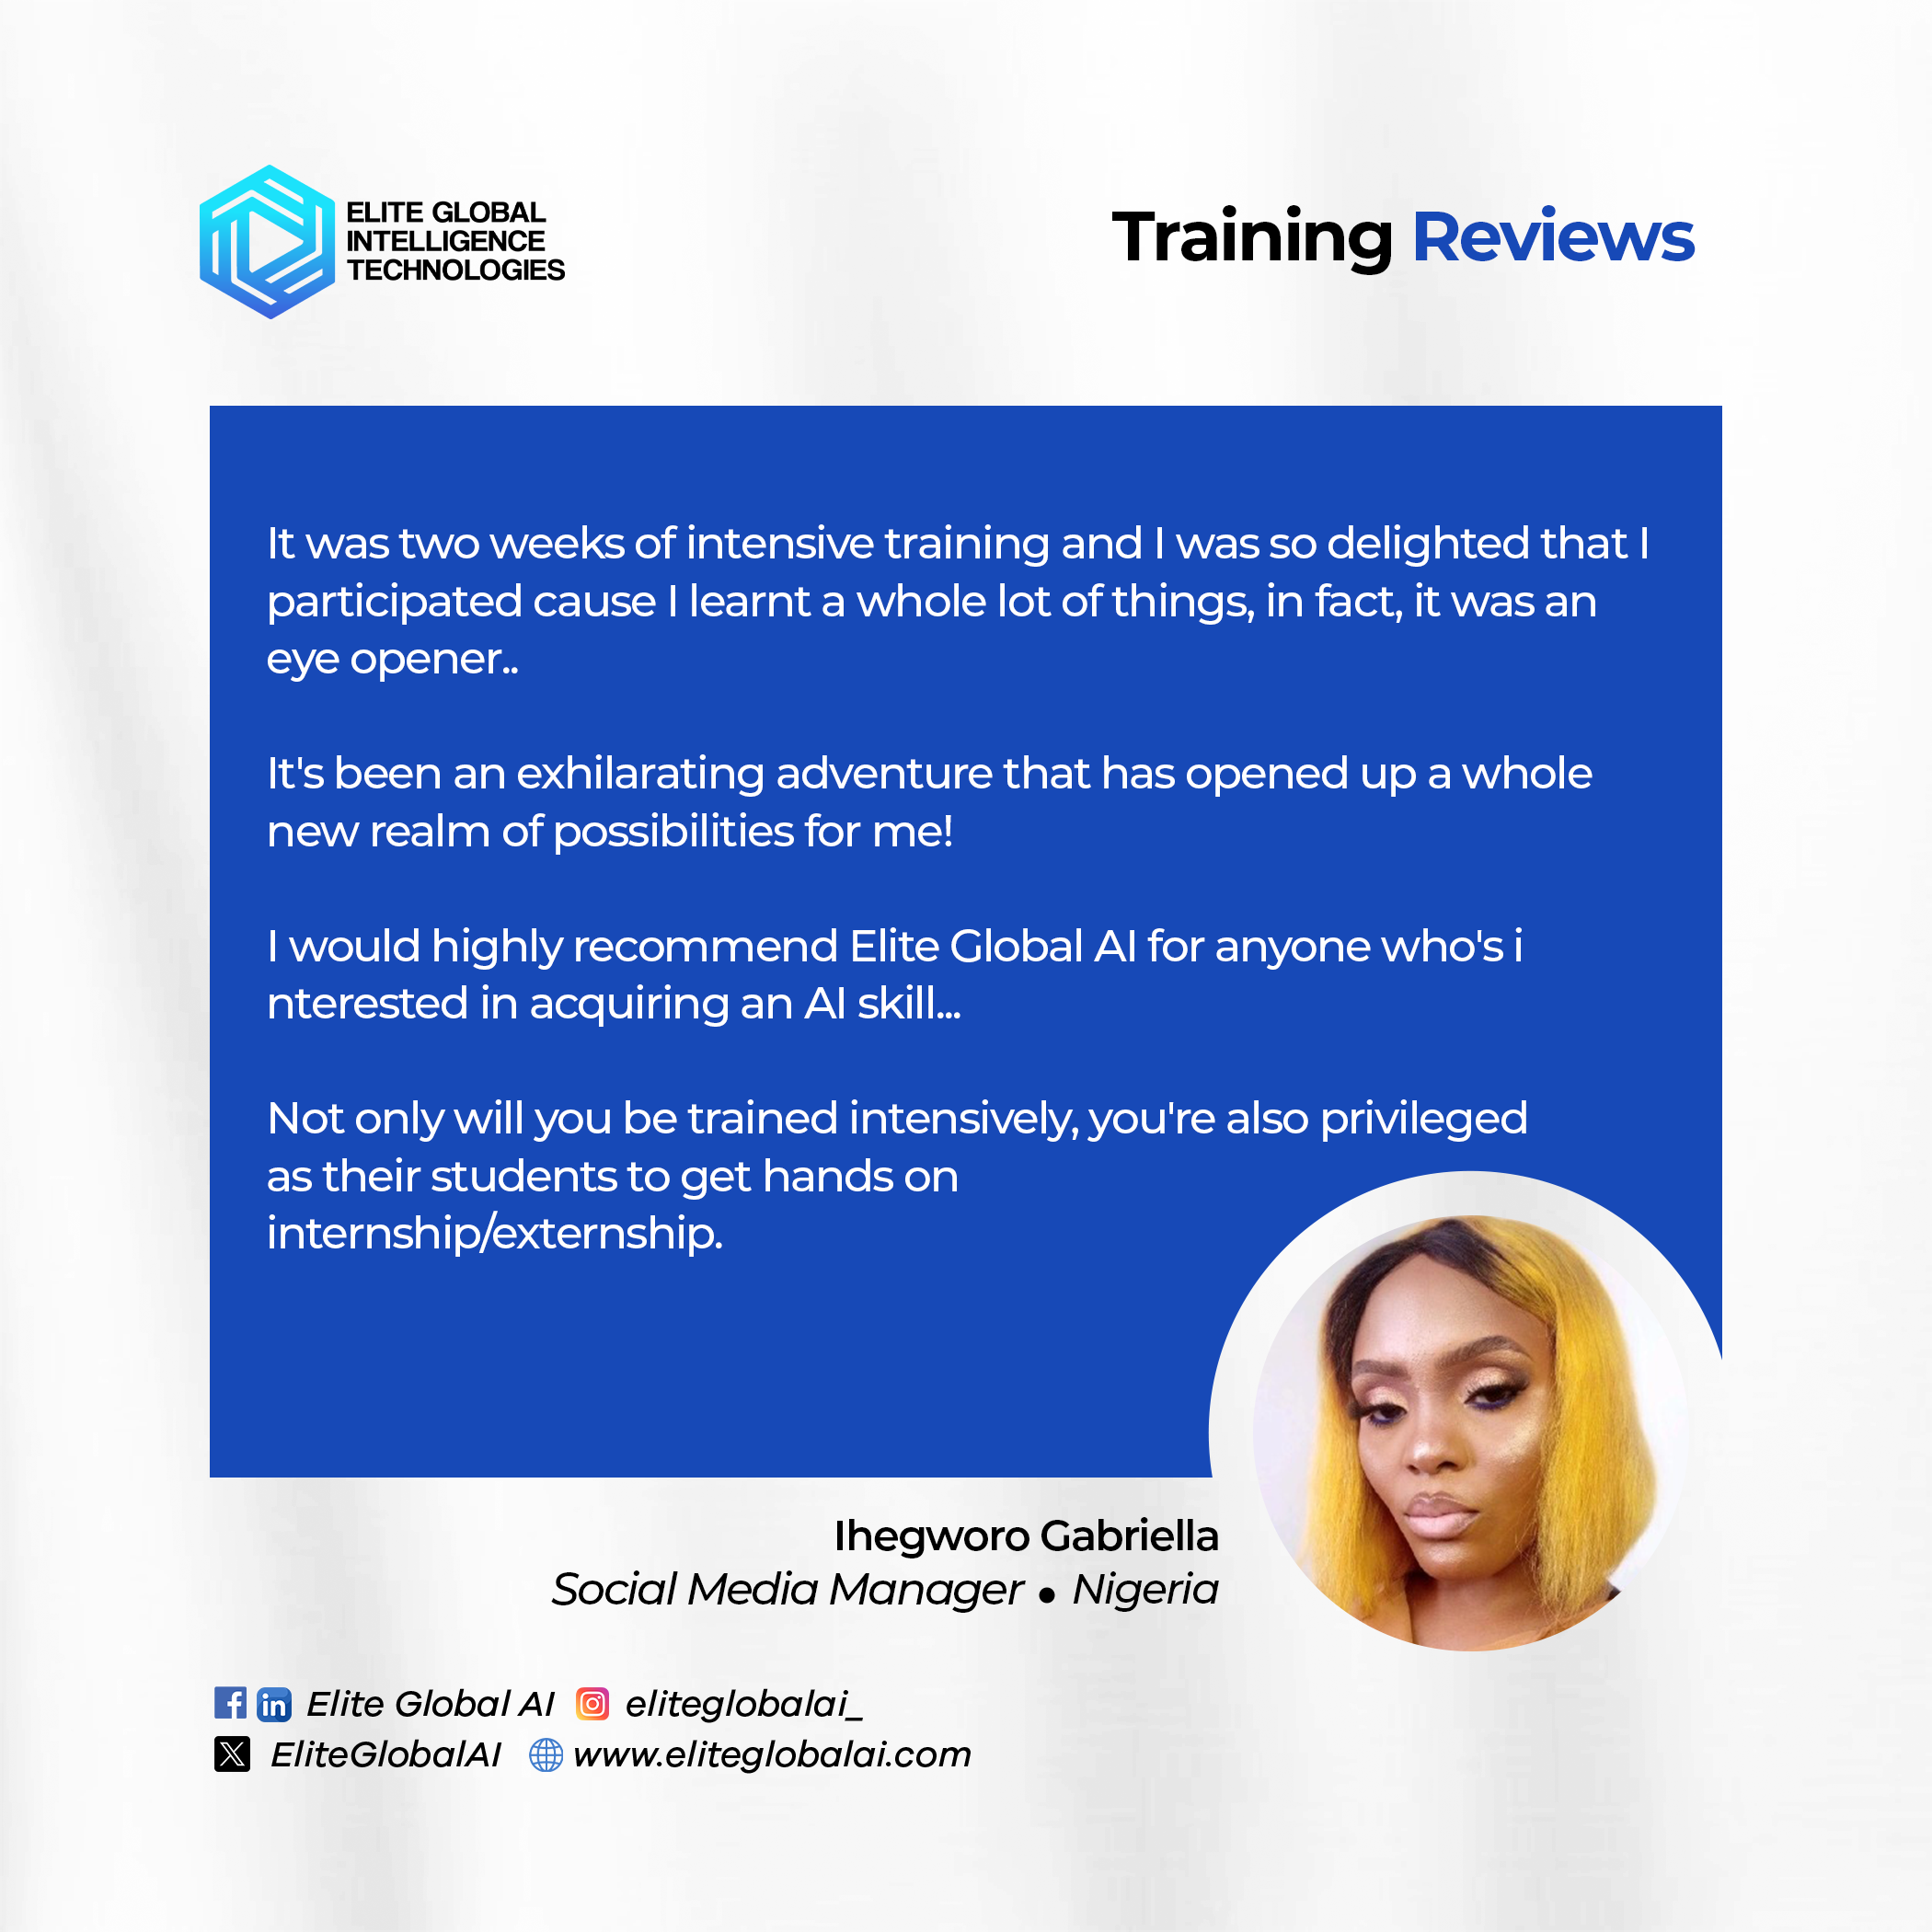 ELITE GLOBAL
INTELLIGENCE
TECHNOLOGIES
Training Reviews
It was two weeks of intensive training and I was so delighted that I
participated cause I learnt a whole lot of things, in fact, it was an
eye opener..
It's been an exhilarating adventure that has opened up a whole
new realm of possibilities for me!
I would highly recommend Elite Global AI for anyone who's i
nterested in acquiring an AI skill...
Not only will you be trained intensively, you're also privileged
as their students to get hands on
internship/externship.
Ihegworo Gabriella
Social Media Manager • Nigeria
Elite Global AI eliteglobalai_
EliteGlobalAI www.eliteglobalai.com